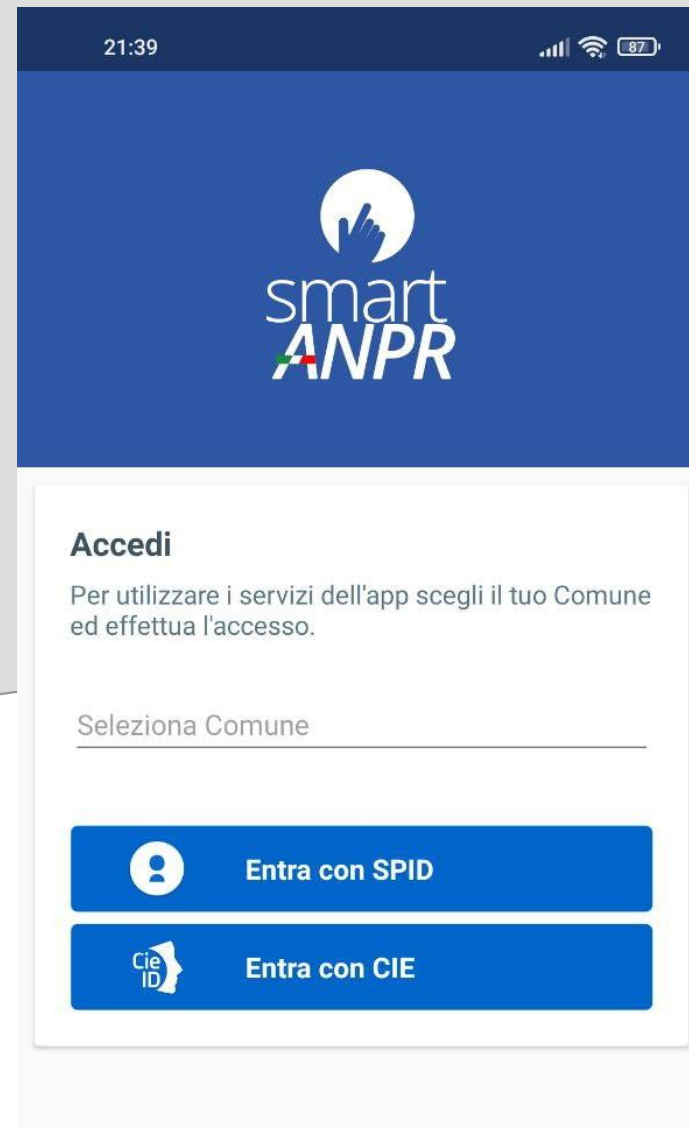 21:39
87
smart
ANPR
Accedi
Per utilizzare i servizi dell'app scegli il tuo Comune
ed effettua l'accesso.
Seleziona Comune
Entra con SPID
Cie
ID
Entra con CIE